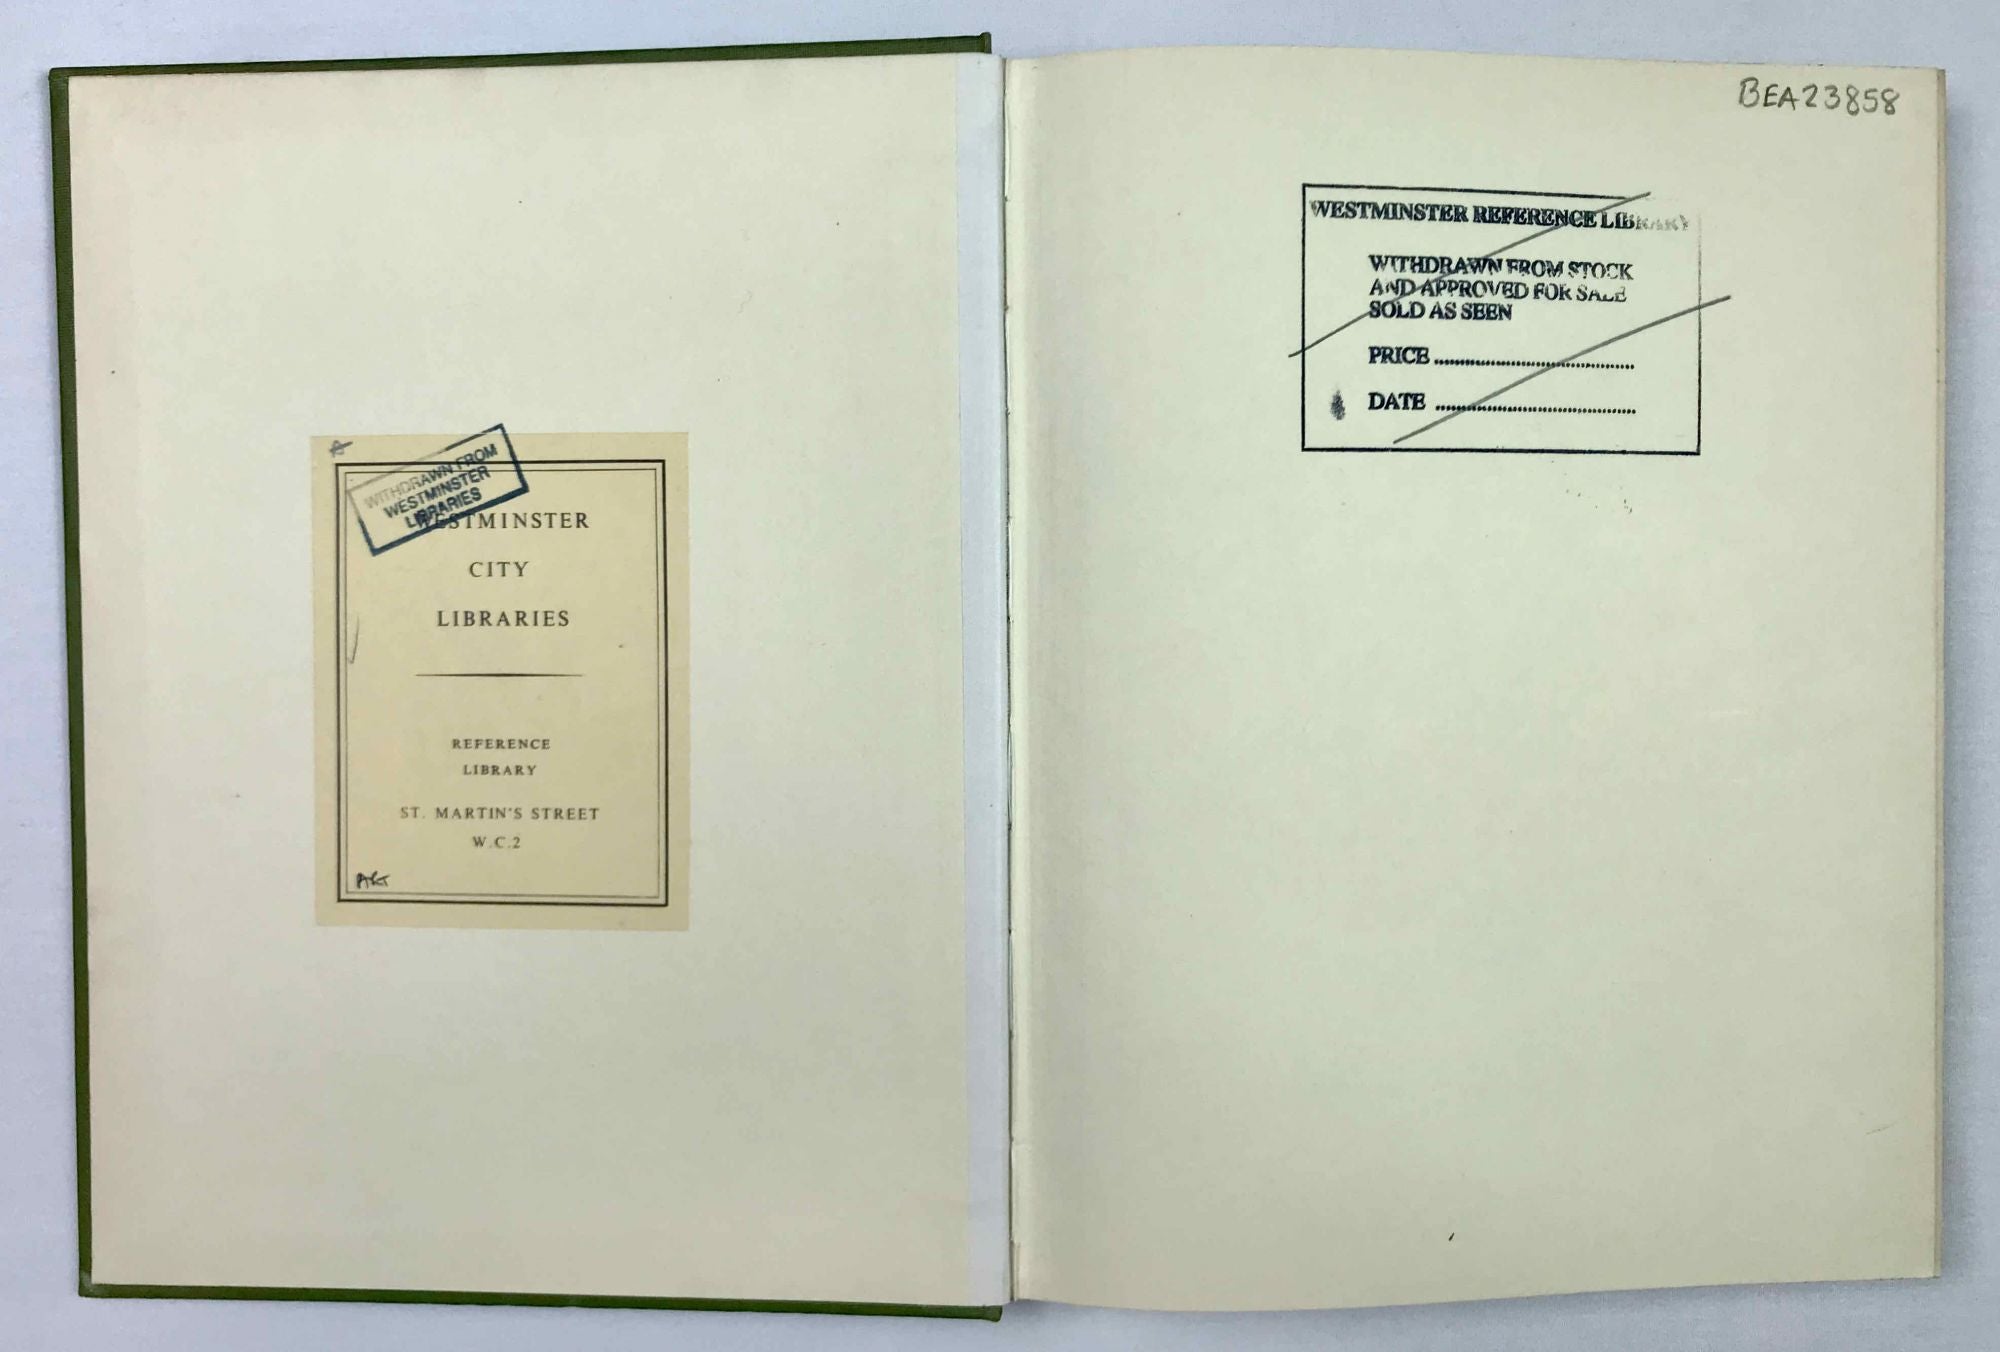 A
WITHDRAWN FROM
WESTMINSTER
LIBRARIES
WESTMINSTER
CITY
LIBRARIES
REFERENCE
LIBRARY
ST. MARTIN'S STREET
W.C.2
ART
BEA23858
WESTMINSTER REFERENCE LIBRARY
WITHDRAWN FROM STOCK
AND APPROVED FOR SALE
SOLD AS SEEN
PRICE ........................................
DATE ........................................